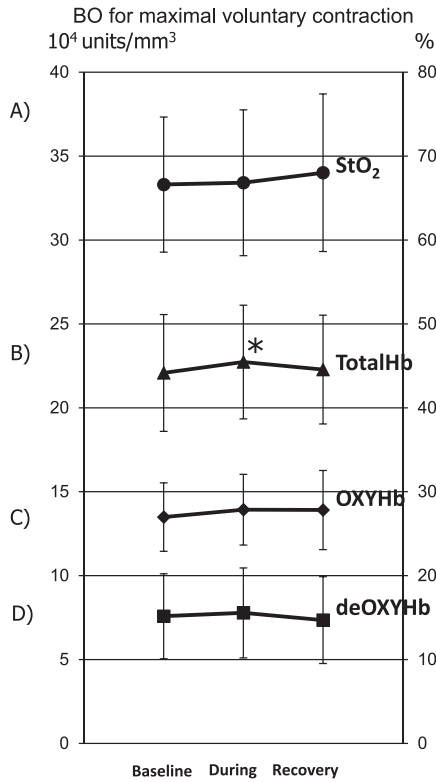 BO for maximal voluntary contraction
10⁴ units/mm³ %
40 80
A)
35 70
StO₂
30 60
25 50
*
B) TotalHb
20 40
15 30
OXYHb
C)
10 20
D) deOXYHb
5 10
0 0
Baseline During Recovery